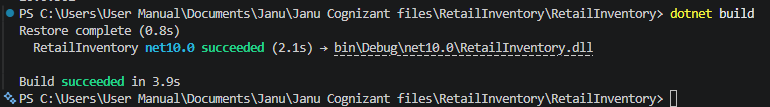 PS C:\Users\User Manual\Documents\Janu\Janu Cognizant files\RetailInventory\RetailInventory> dotnet build
Restore complete (0.8s)
RetailInventory net10.0 succeeded (2.1s) → bin\Debug\net10.0\RetailInventory.dll
Build succeeded in 3.9s
PS C:\Users\User Manual\Documents\Janu\Janu Cognizant files\RetailInventory\RetailInventory>